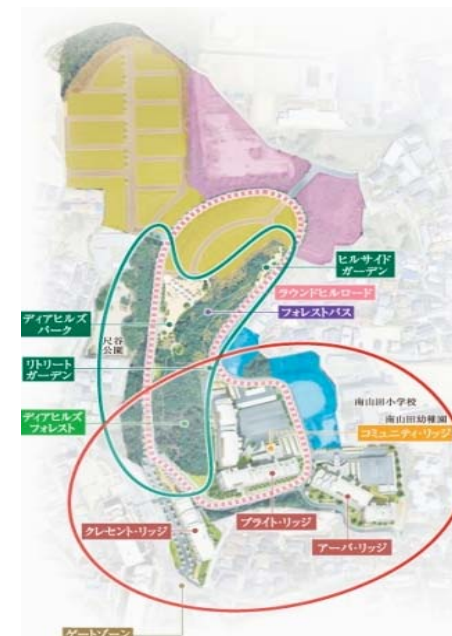 ヒルサイド
ガーデン
ラウンドヒルロード
フォレストパス
ディアヒルズ
パーク
尺谷
公園
リトリート
ガーデン
ディアヒルズ
フォレスト
南山田小学校
南山田幼稚園
コミュニティ・リッジ
クレセント・リッジ
ブライト・リッジ
アーバ・リッジ
ゲートゾーン